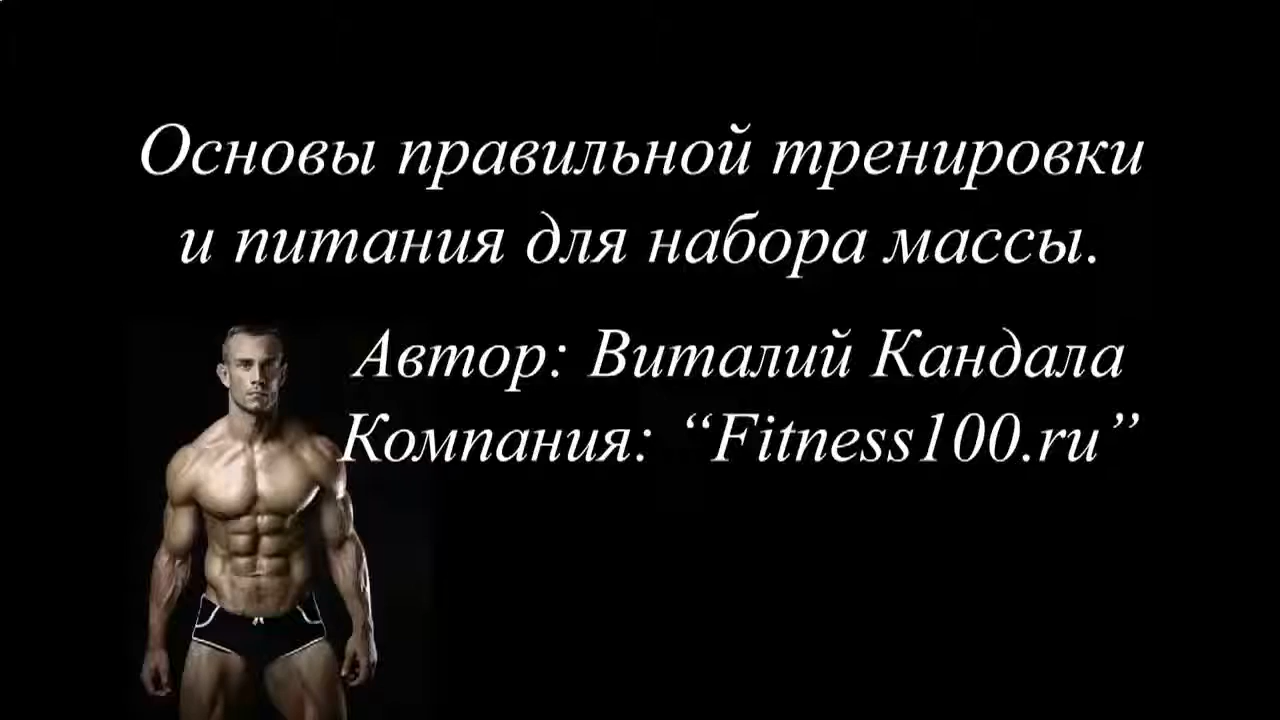 Основы правильной тренировки
и питания для набора массы.
Автор: Виталий Кандала
Компания: “Fitness100.ru”